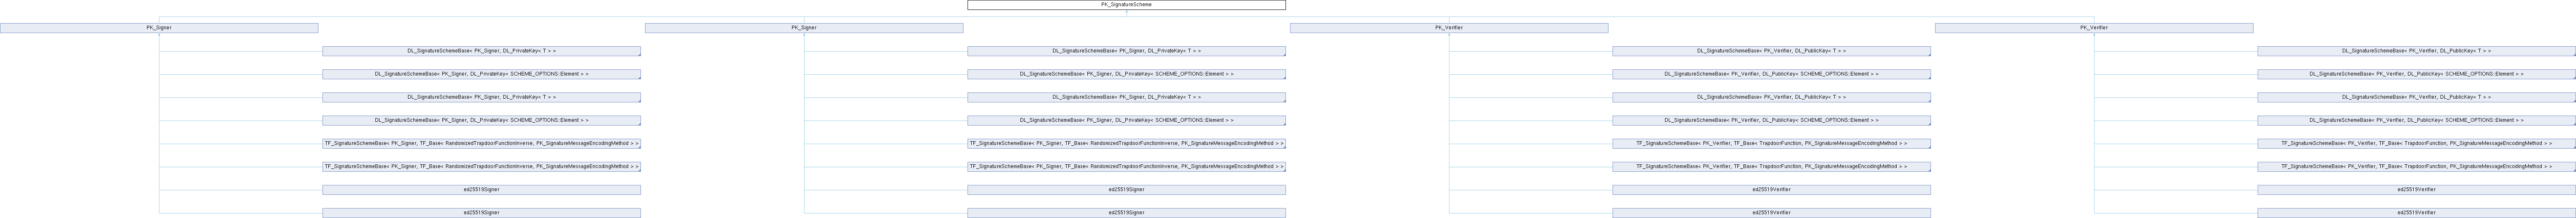 PK_SignatureScheme
PK_Signer PK_Signer PK_Verifier PK_Verifier
DL_SignatureSchemeBase< PK_Signer, DL_PrivateKey< T > > DL_SignatureSchemeBase< PK_Signer, DL_PrivateKey< T > > DL_SignatureSchemeBase< PK_Verifier, DL_PublicKey< T > > DL_SignatureSchemeBase< PK_Verifier, DL_PublicKey< T > >
DL_SignatureSchemeBase< PK_Signer, DL_PrivateKey< SCHEME_OPTIONS::Element > > DL_SignatureSchemeBase< PK_Signer, DL_PrivateKey< SCHEME_OPTIONS::Element > > DL_SignatureSchemeBase< PK_Verifier, DL_PublicKey< SCHEME_OPTIONS::Element > > DL_SignatureSchemeBase< PK_Verifier, DL_PublicKey< SCHEME_OPTIONS::Element > >
DL_SignatureSchemeBase< PK_Signer, DL_PrivateKey< T > > DL_SignatureSchemeBase< PK_Signer, DL_PrivateKey< T > > DL_SignatureSchemeBase< PK_Verifier, DL_PublicKey< T > > DL_SignatureSchemeBase< PK_Verifier, DL_PublicKey< T > >
DL_SignatureSchemeBase< PK_Signer, DL_PrivateKey< SCHEME_OPTIONS::Element > > DL_SignatureSchemeBase< PK_Signer, DL_PrivateKey< SCHEME_OPTIONS::Element > > DL_SignatureSchemeBase< PK_Verifier, DL_PublicKey< SCHEME_OPTIONS::Element > > DL_SignatureSchemeBase< PK_Verifier, DL_PublicKey< SCHEME_OPTIONS::Element > >
TF_SignatureSchemeBase< PK_Signer, TF_Base< RandomizedTrapdoorFunctionInverse, PK_SignatureMessageEncodingMethod > > TF_SignatureSchemeBase< PK_Signer, TF_Base< RandomizedTrapdoorFunctionInverse, PK_SignatureMessageEncodingMethod > > TF_SignatureSchemeBase< PK_Verifier, TF_Base< TrapdoorFunction, PK_SignatureMessageEncodingMethod > > TF_SignatureSchemeBase< PK_Verifier, TF_Base< TrapdoorFunction, PK_SignatureMessageEncodingMethod > >
TF_SignatureSchemeBase< PK_Signer, TF_Base< RandomizedTrapdoorFunctionInverse, PK_SignatureMessageEncodingMethod > > TF_SignatureSchemeBase< PK_Signer, TF_Base< RandomizedTrapdoorFunctionInverse, PK_SignatureMessageEncodingMethod > > TF_SignatureSchemeBase< PK_Verifier, TF_Base< TrapdoorFunction, PK_SignatureMessageEncodingMethod > > TF_SignatureSchemeBase< PK_Verifier, TF_Base< TrapdoorFunction, PK_SignatureMessageEncodingMethod > >
ed25519Signer ed25519Signer ed25519Verifier ed25519Verifier
ed25519Signer ed25519Signer ed25519Verifier ed25519Verifier